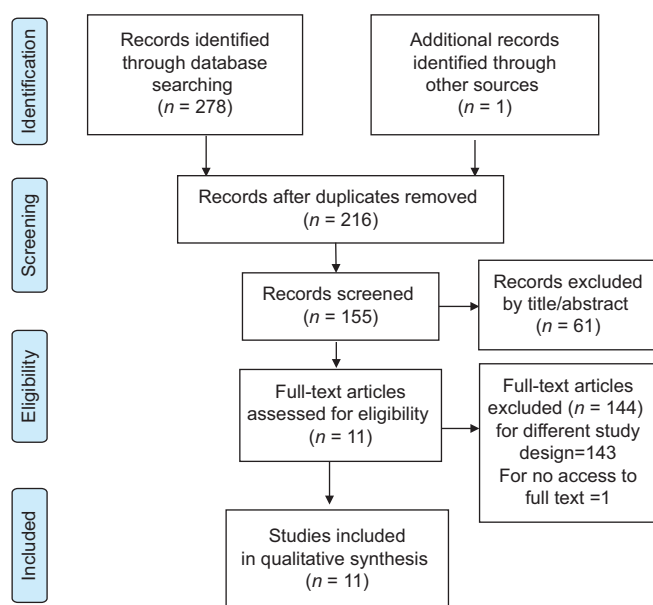 Identification
Records identified
through database
searching
(n = 278)
Additional records
identified through
other sources
(n = 1)
Screening
Records after duplicates removed
(n = 216)
Records screened
(n = 155)
Records excluded
by title/abstract
(n = 61)
Eligibility
Full-text articles
assessed for eligibility
(n = 11)
Full-text articles
excluded (n = 144)
for different study
design=143
For no access to
full text =1
Included
Studies included
in qualitative synthesis
(n = 11)